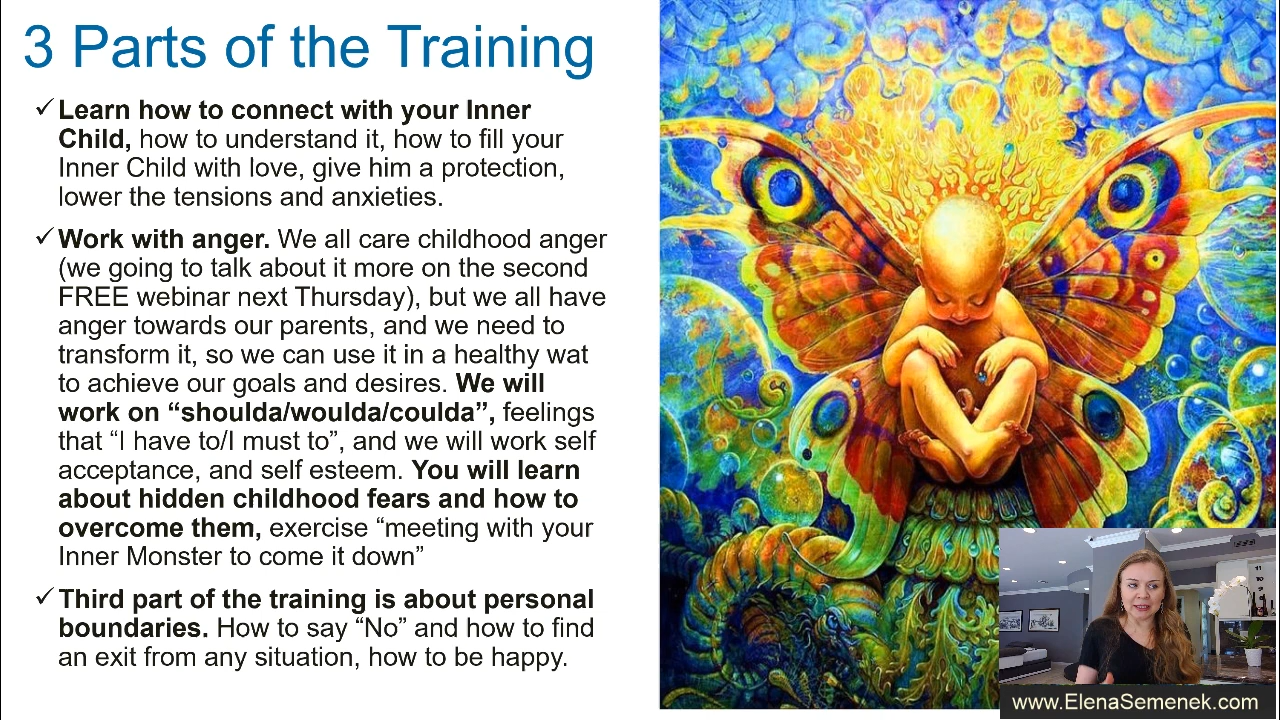 3 Parts of the Training
✓Learn how to connect with your Inner
Child, how to understand it, how to fill your
Inner Child with love, give him a protection,
lower the tensions and anxieties.
✓Work with anger. We all care childhood anger
(we going to talk about it more on the second
FREE webinar next Thursday), but we all have
anger towards our parents, and we need to
transform it, so we can use it in a healthy wat
to achieve our goals and desires. We will
work on “shoulda/woulda/coulda”, feelings
that “I have to/I must to”, and we will work self
acceptance, and self esteem. You will learn
about hidden childhood fears and how to
overcome them, exercise “meeting with your
Inner Monster to come it down”
✓Third part of the training is about personal
boundaries. How to say “No” and how to find
an exit from any situation, how to be happy.
www.ElenaSemenek.com